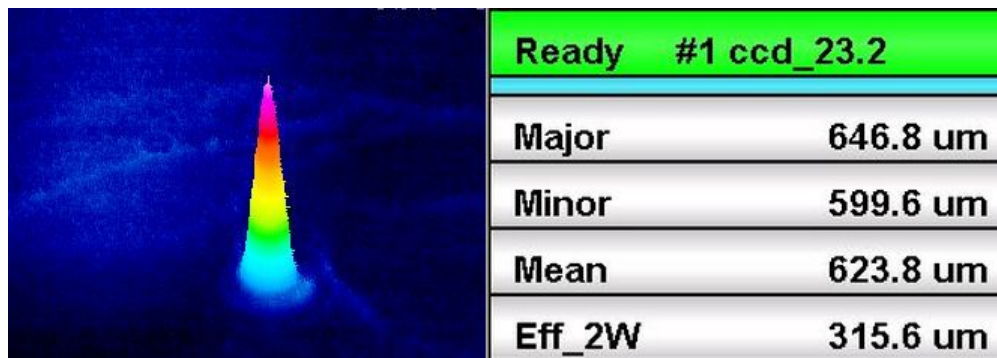 Ready #1 ccd_23.2
Major 646.8 um
Minor 599.6 um
Mean 623.8 um
Eff_2W 315.6 um